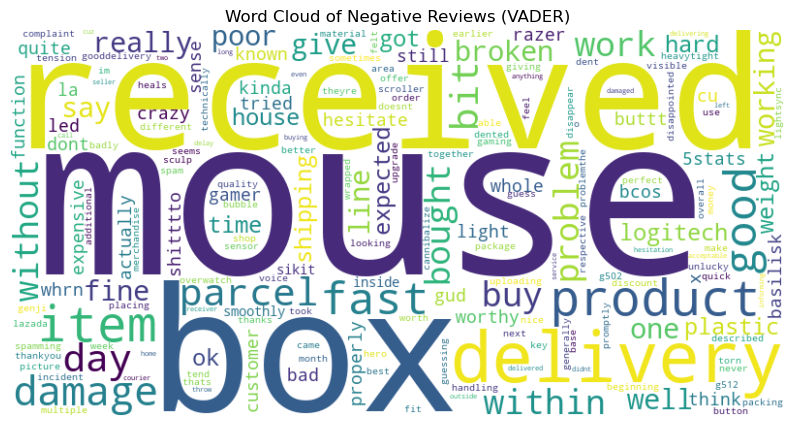 Word Cloud of Negative Reviews (VADER)
complaint quite really poor known give got still razer bit work hard visible
tension gooddelivery two sense sometimes earlier area giving broken dent heavytight
im seller long heals material felt offer theyre doesnt scroller order
la say crazy technically kinda tried house hesitate upgrade
function led different received feel buttt cu disappear disappointed use working
dont badly seems better able anything damaged left delivering lightsync
call delay sculp buying even dented gaming together
without expensive additional merchandise actually shitttto spam mouse
quality gamer shipping line expected bought whole problem 5stats good weight
bubble time wrapped looking cannibalize guess bcos perfect overall money
shop sensor light logitech respective problemthe make
whrn fine placing overwatch voice sikit inside package service uploading g502 discount hesitation acceptable x unlucky quick basilisk
genji parcel fast gud buy nice product
lazada item smoothly took worth worthy one plastic
spamming week receiver thanks hero next promptly described
thankyou picture day ok customer came month properly best guessing key base generally torn never
incident home tend thats bad delivery
damage courier throw box fit handling delivered didnt beginning g512 packing
multiple outside within well think button